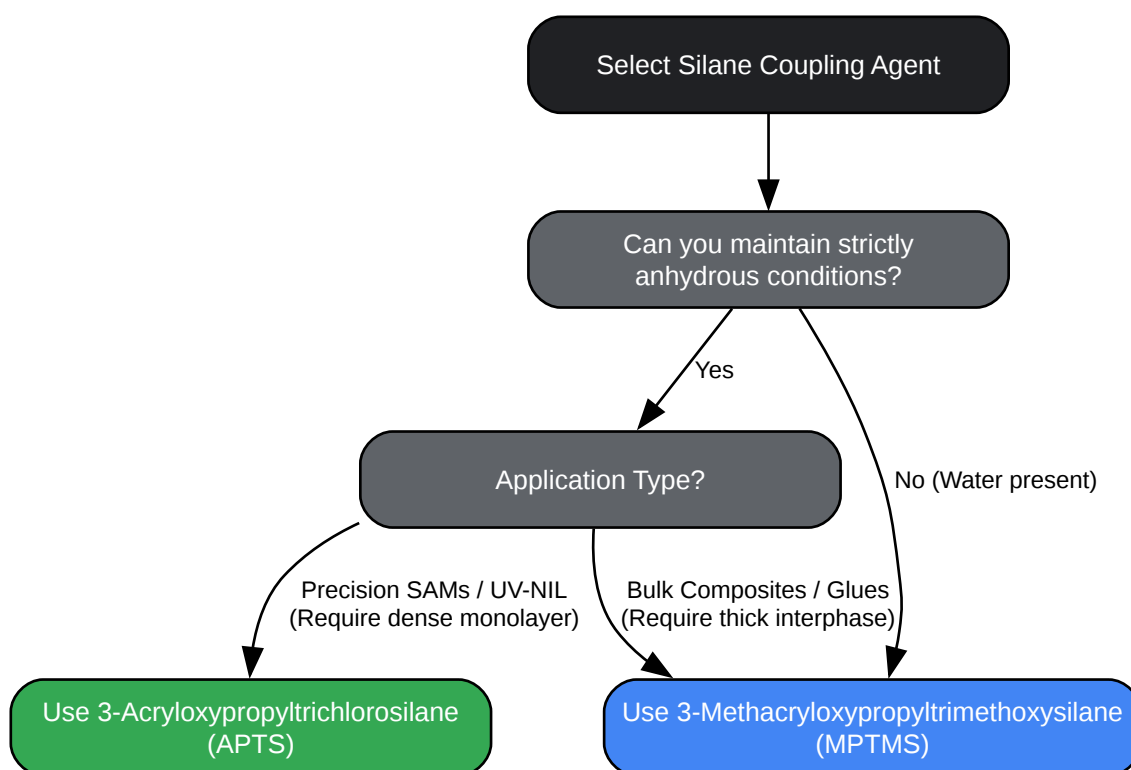 Select Silane Coupling Agent
Can you maintain strictly
anhydrous conditions?
Yes
Application Type?
No (Water present)
Precision SAMs / UV-NIL
(Require dense monolayer)
Bulk Composites / Glues
(Require thick interphase)
Use 3-Acryloxypropyltrichlorosilane
(APTS)
Use 3-Methacryloxypropyltrimethoxysilane
(MPTMS)